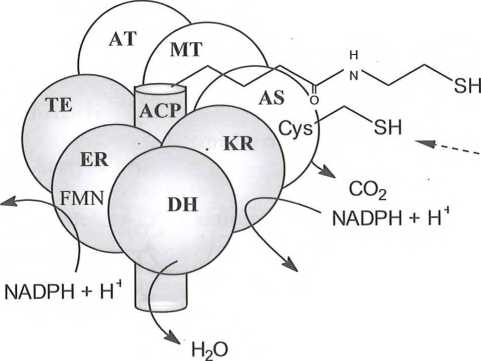 AT
MT
H
N
O
SH
TE
ACP
AS
Cys
SH
KR
ER
FMN
DH
CO2
NADPH + H+
NADPH + H+
H2O